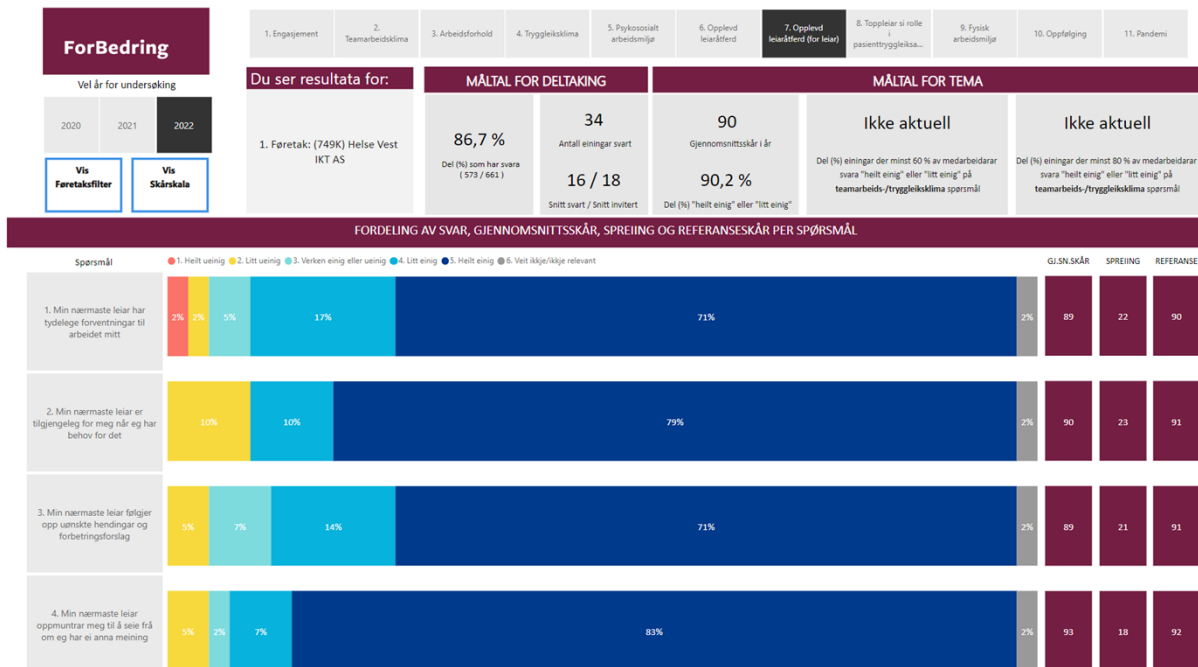 ForBedring
Vel år for undersøking
2020
2021
2022
Vis
Føretaksfilter
Vis
Skårskala
1. Engasjement
2.
Teamarbeidsklima
3. Arbeidsforhold
4. Tryggleiksklima
5. Psykososialt
arbeidsmiljø
6. Opplevd
leiaråtferd
7. Opplevd
leiaråtferd (for leiar)
8. Toppleiar si rolle
i
pasienttryggleiksa...
9. Fysisk
arbeidsmiljø
10. Oppfølging
11. Pandemi
Du ser resultata for:
1. Føretak: (749K) Helse Vest
IKT AS
MÅLTAL FOR DELTAKING
86,7 %
Del (%) som har svara
( 573 / 661 )
34
Antall einingar svart
16 / 18
Snitt svart / Snitt invitert
MÅLTAL FOR TEMA
90
Gjennomsnittsskår i år
90,2 %
Del (%) "heilt einig" eller "litt einig"
Ikke aktuell
Del (%) einingar der minst 60 % av medarbeidarar
svara "heilt einig" eller "litt einig" på
teamarbeids-/tryggleiksklima spørsmål
Ikke aktuell
Del (%) einingar der minst 80 % av medarbeidarar
svara "heilt einig" eller "litt einig" på
teamarbeids-/tryggleiksklima spørsmål
FORDELING AV SVAR, GJENNOMSNITTSSKÅR, SPREIING OG REFERANSESKÅR PER SPØRSMÅL
Spørsmål
1. Heilt ueinig 2. Litt ueinig 3. Verken einig eller ueinig 4. Litt einig 5. Heilt einig 6. Veit ikkje/ikkje relevant
GJ.SN.SKÅR SPREIING REFERANSE
1. Min nærmaste leiar har
tydelege forventningar til
arbeidet mitt
2% 2% 5% 17% 71% 2% 89 22 90
2. Min nærmaste leiar er
tilgjengeleg for meg når eg har
behov for det
10% 10% 79% 2% 90 23 91
3. Min nærmaste leiar følgjer
opp uønskte hendingar og
forbetringsforslag
5% 7% 14% 71% 2% 89 21 91
4. Min nærmaste leiar
oppmuntrar meg til å seie frå
om eg har ei anna meining
5% 2% 7% 83% 2% 93 18 92